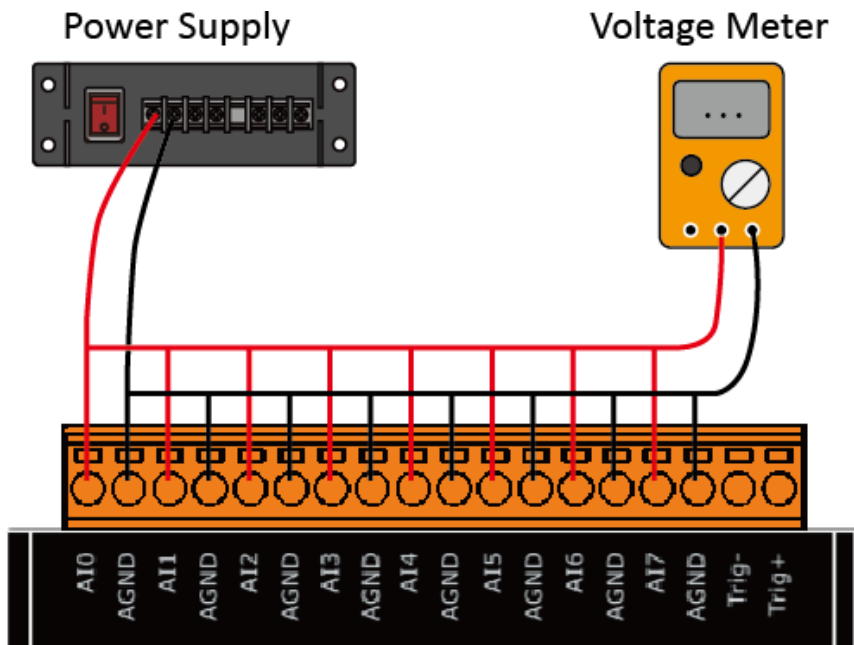 Power Supply
Voltage Meter
...
AI0
AGND
AI1
AGND
AI2
AGND
AI3
AGND
AI4
AGND
AI5
AGND
AI6
AGND
AI7
AGND
Trig-
Trig+